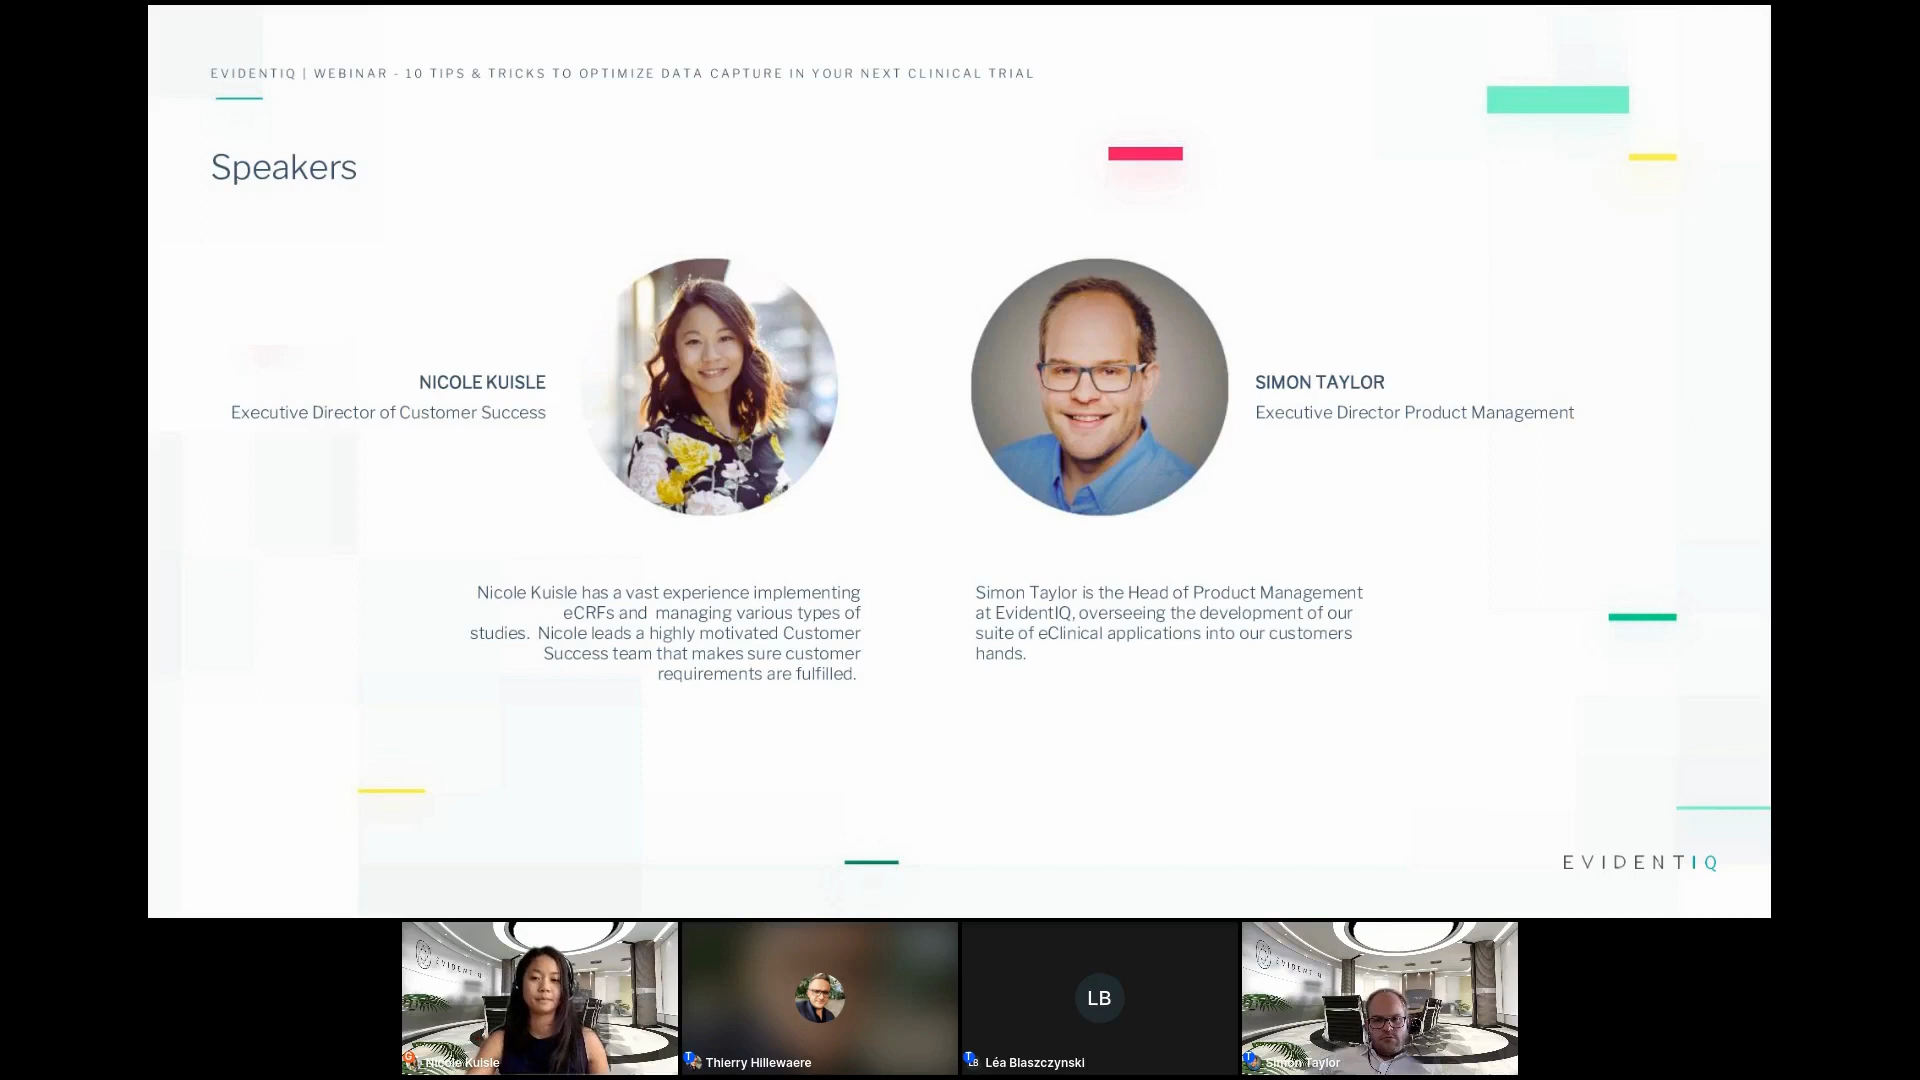 EVIDENTIQ | WEBINAR - 10 TIPS & TRICKS TO OPTIMIZE DATA CAPTURE IN YOUR NEXT CLINICAL TRIAL
Speakers
NICOLE KUISLE
Executive Director of Customer Success
SIMON TAYLOR
Executive Director Product Management
Nicole Kuisle has a vast experience implementing
eCRFs and  managing various types of
studies.  Nicole leads a highly motivated Customer
Success team that makes sure customer
requirements are fulfilled.
Simon Taylor is the Head of Product Management
at EvidentIQ, overseeing the development of our
suite of eClinical applications into our customers
hands.
EVIDENTIQ
EVIDENT
Nicole Kuisle
T
Thierry Hillewaere
LB
T
LB
Léa Blaszczynski
EVIDENT
T
Simon Taylor